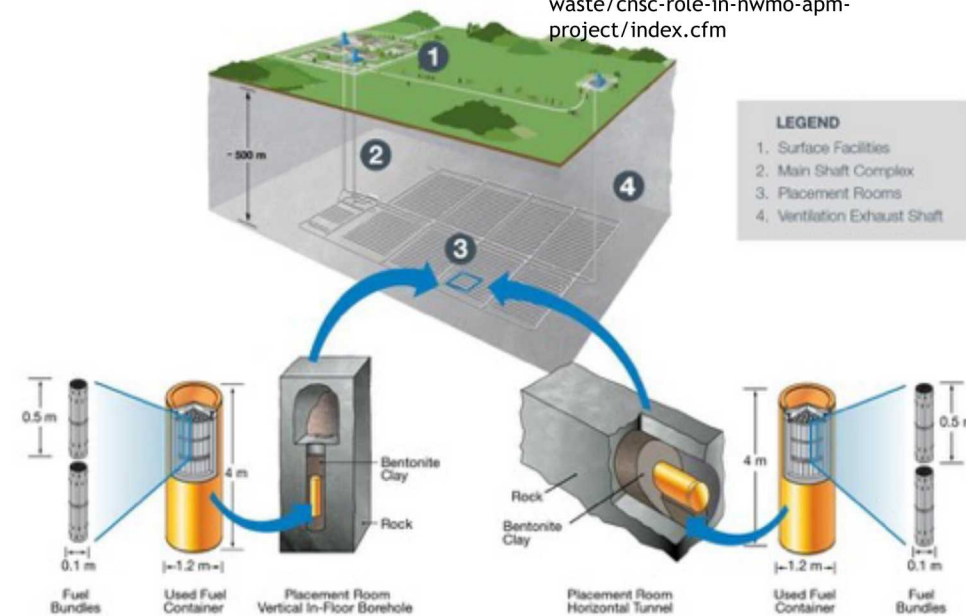 waste/cnsc-role-in-nwmo-apm-
project/index.cfm
1
2
3
4
~ 500 m
LEGEND
1. Surface Facilities
2. Main Shaft Complex
3. Placement Rooms
4. Ventilation Exhaust Shaft
0.5 m
0.1 m
Fuel
Bundles
4 m
1.2 m
Used Fuel
Container
Bentonite
Clay
Rock
Placement Room
Vertical In-Floor Borehole
Rock
Bentonite
Clay
Placement Room
Horizontal Tunnel
4 m
1.2 m
Used Fuel
Container
0.5 m
0.1 m
Fuel
Bundles